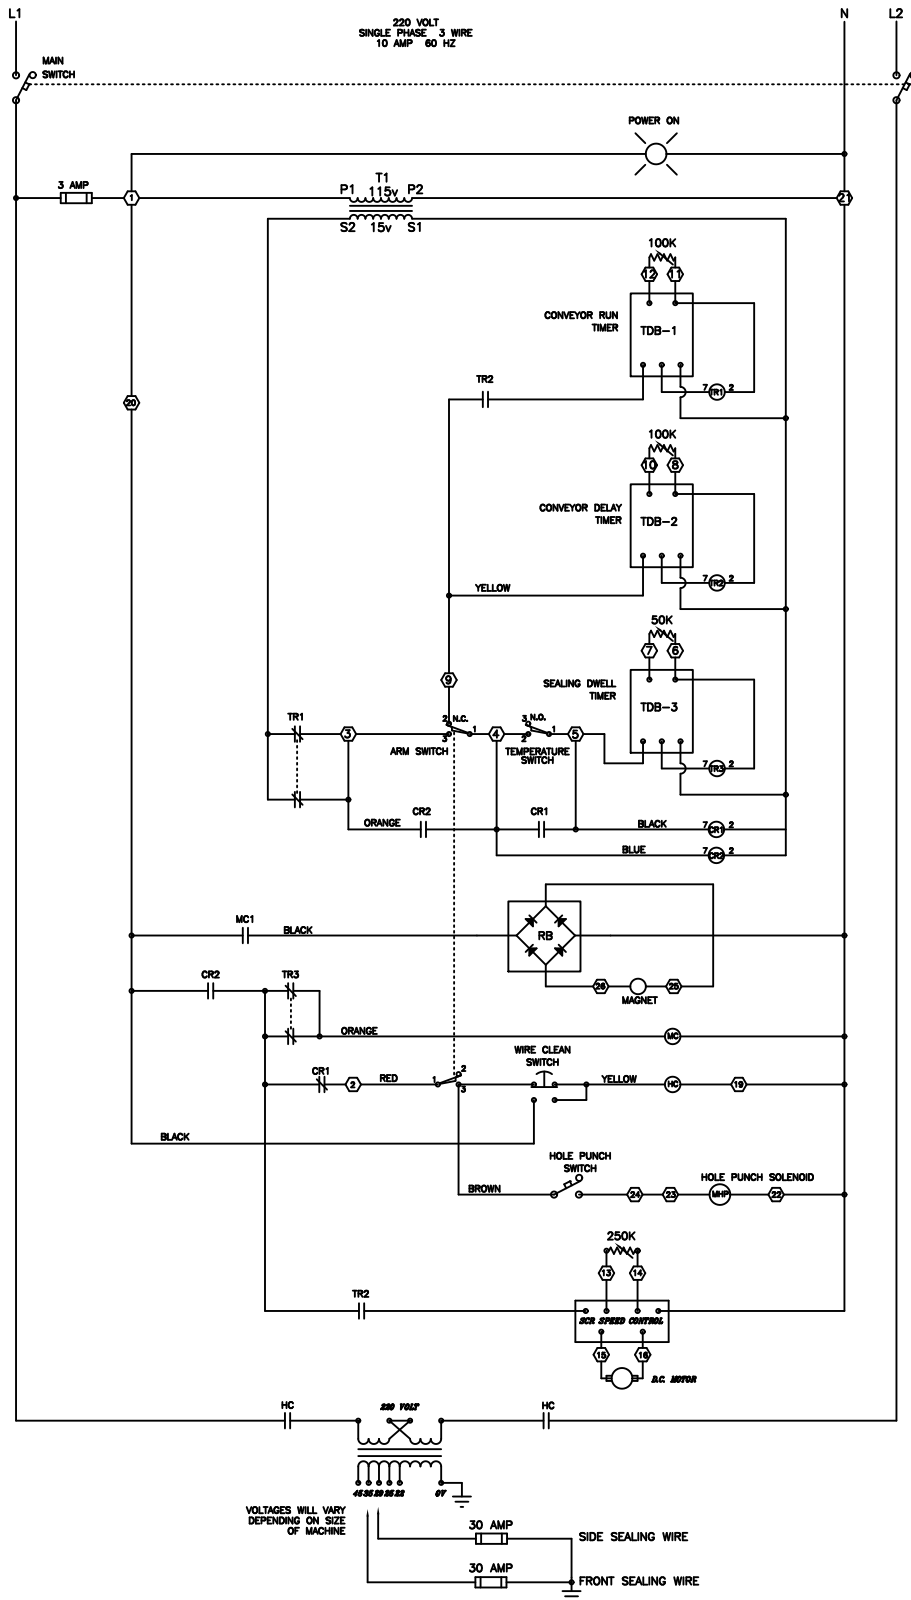 L1
N
L2
220 VOLT
SINGLE PHASE 3 WIRE
10 AMP 60 HZ
MAIN
SWITCH
POWER ON
3 AMP
1
T1
P1 115v P2
21
S2 15v S1
100K
12 11
CONVEYOR RUN
TIMER
TDB-1
TR2
7 TR1 2
20
100K
10 8
CONVEYOR DELAY
TIMER
TDB-2
YELLOW
7 TR2 2
50K
7 6
9
SEALING DWELL
TIMER
TDB-3
TR1
2 N.C.
3 1
3 N.O.
2 1
3
4
5
ARM SWITCH
TEMPERATURE
SWITCH
7 TR3 2
CR2
CR1
ORANGE
BLACK
7 CR1 2
BLUE
7 CR2 2
MC1
BLACK
RB
CR2
TR3
26 25
MAGNET
ORANGE
MC
WIRE CLEAN
SWITCH
CR1
2
RED
1 2
3
YELLOW
HC
19
BLACK
HOLE PUNCH
SWITCH
HOLE PUNCH SOLENOID
BROWN
24 23 MHP 22
250K
13 14
TR2
SCR SPEED CONTROL
15 16
D.C. MOTOR
HC
220 VOLT
HC
45 35 29 25 22 0V
VOLTAGES WILL VARY
DEPENDING ON SIZE
OF MACHINE
30 AMP
SIDE SEALING WIRE
30 AMP
FRONT SEALING WIRE